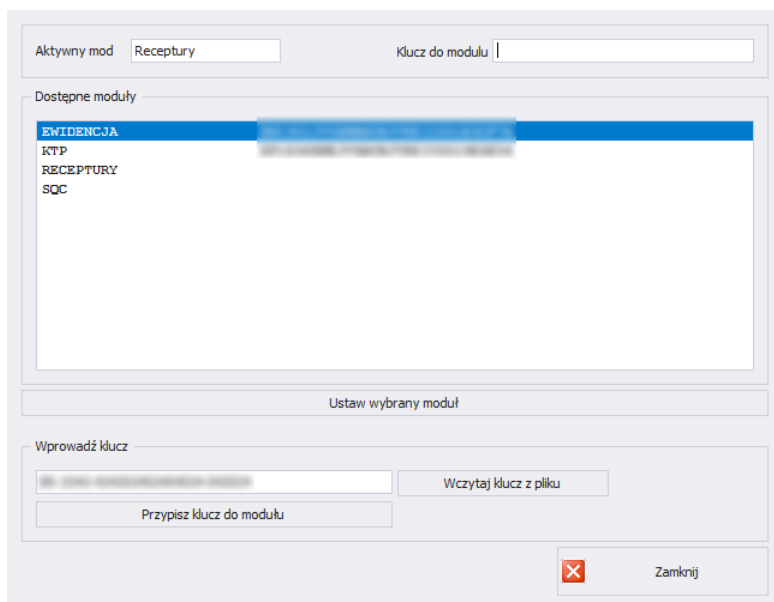 Aktywny mod Receptury Klucz do modulu
Dostępne moduły
EWIDENCJA
KTP
RECEPTURY
SQC
Ustaw wybrany moduł
Wprowadź klucz
Wczytaj klucz z pliku
Przypisz klucz do modułu
Zamknij